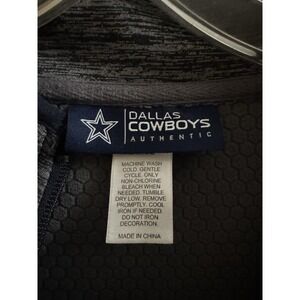 DALLAS
COWBOYS
AUTHENTIC
MACHINE WASH
COLD. GENTLE
CYCLE. ONLY
NON-CHLORINE
BLEACH WHEN
NEEDED. TUMBLE
DRY LOW. REMOVE
PROMPTLY. COOL
IRON IF NEEDED.
DO NOT IRON
DECORATION.
MADE IN CHINA